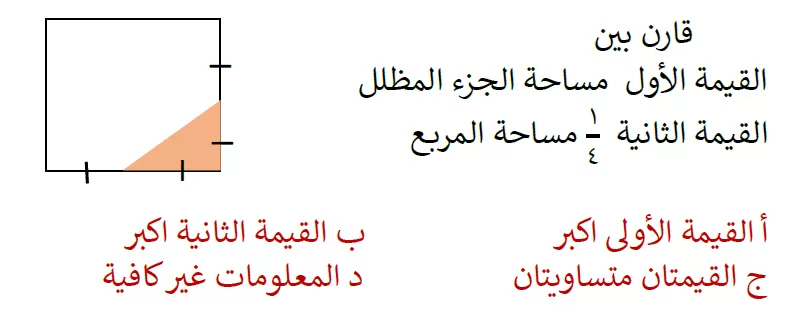 قارن بين
القيمة الأول مساحة الجزء المظلل
القيمة الثانية ١/٤ مساحة المربع
أ القيمة الأولى اكبر
ب القيمة الثانية اكبر
ج القيمتان متساويتان
د المعلومات غير كافية